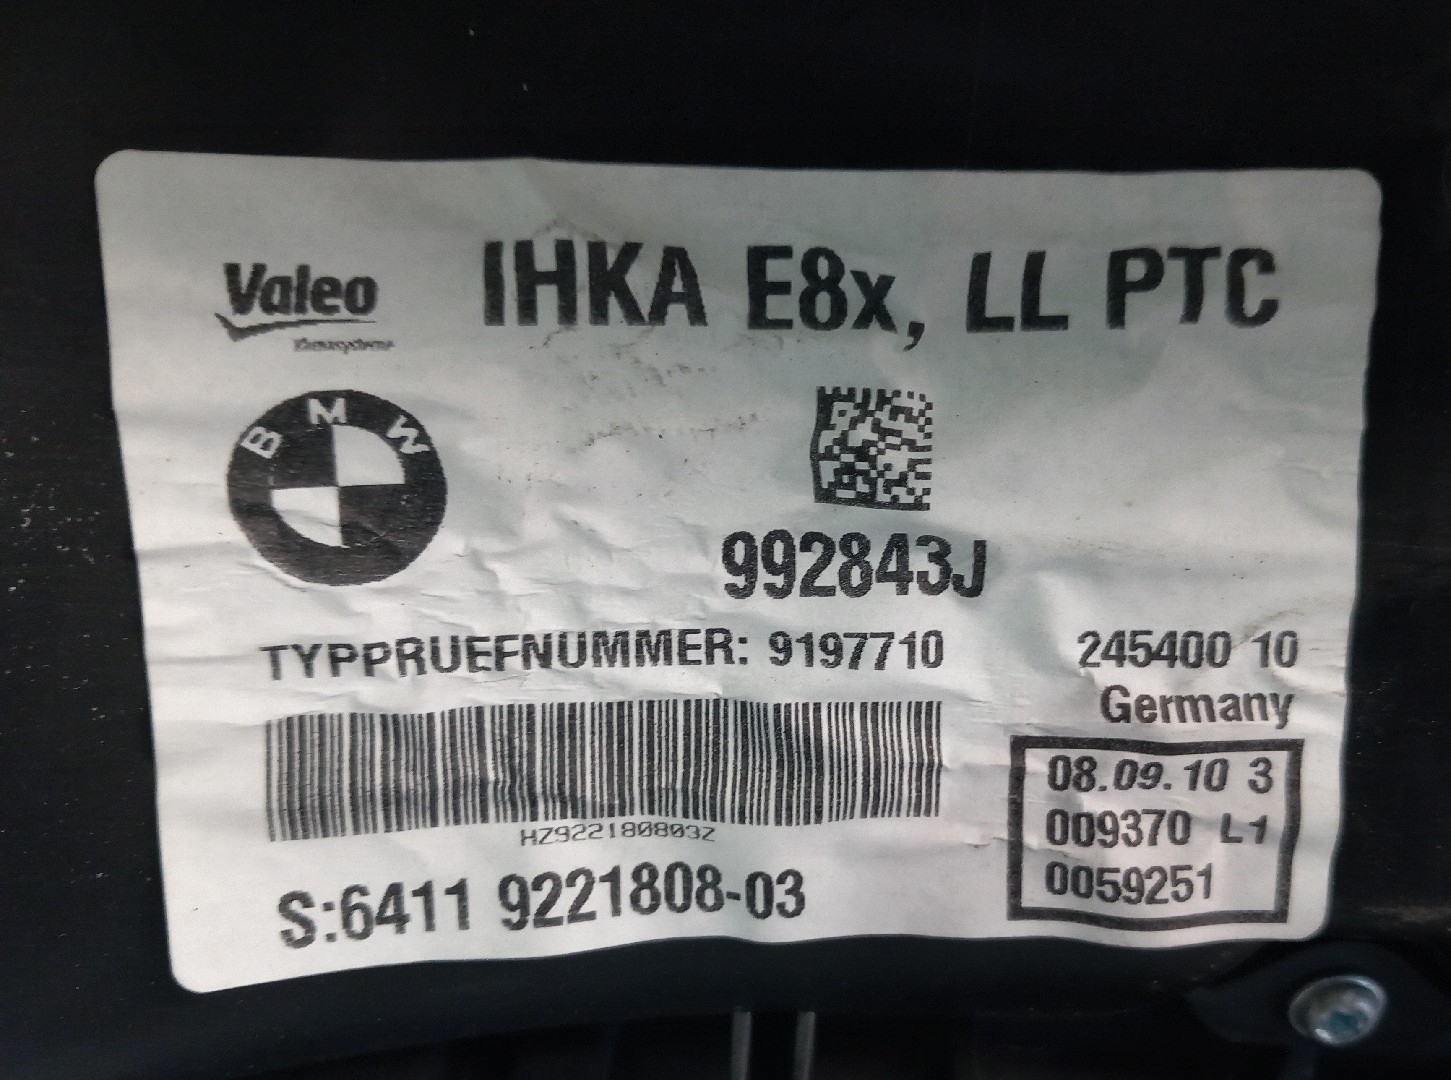 Valeo
IHKA E8x, LL PTC
BMW
992843J
TYPPRUEFNUMMER: 9197710
245400 10
Germany
HZ922180803Z
08.09.10 3
009370 L1
0059251
S:6411 9221808-03